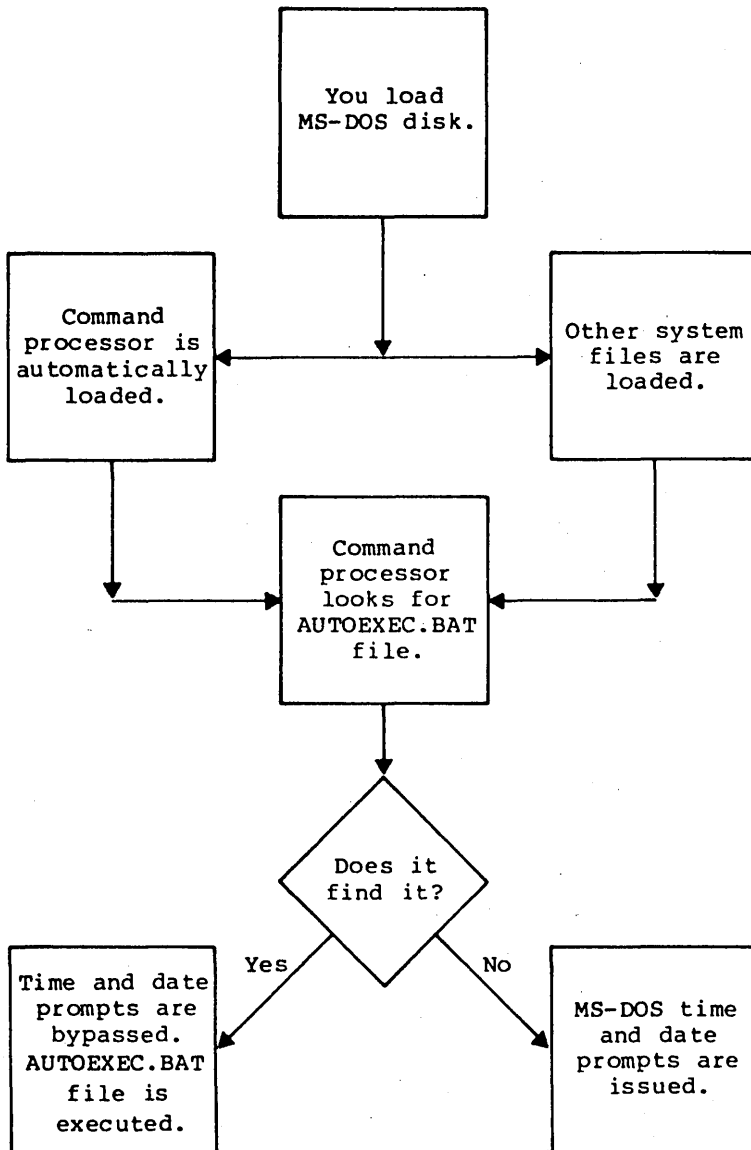 You load
MS-DOS disk.
Command
processor is
automatically
loaded.
Other system
files are
loaded.
Command
processor
looks for
AUTOEXEC.BAT
file.
Does it
find it?
Yes
No
Time and date
prompts are
bypassed.
AUTOEXEC.BAT
file is
executed.
MS-DOS time
and date
prompts are
issued.